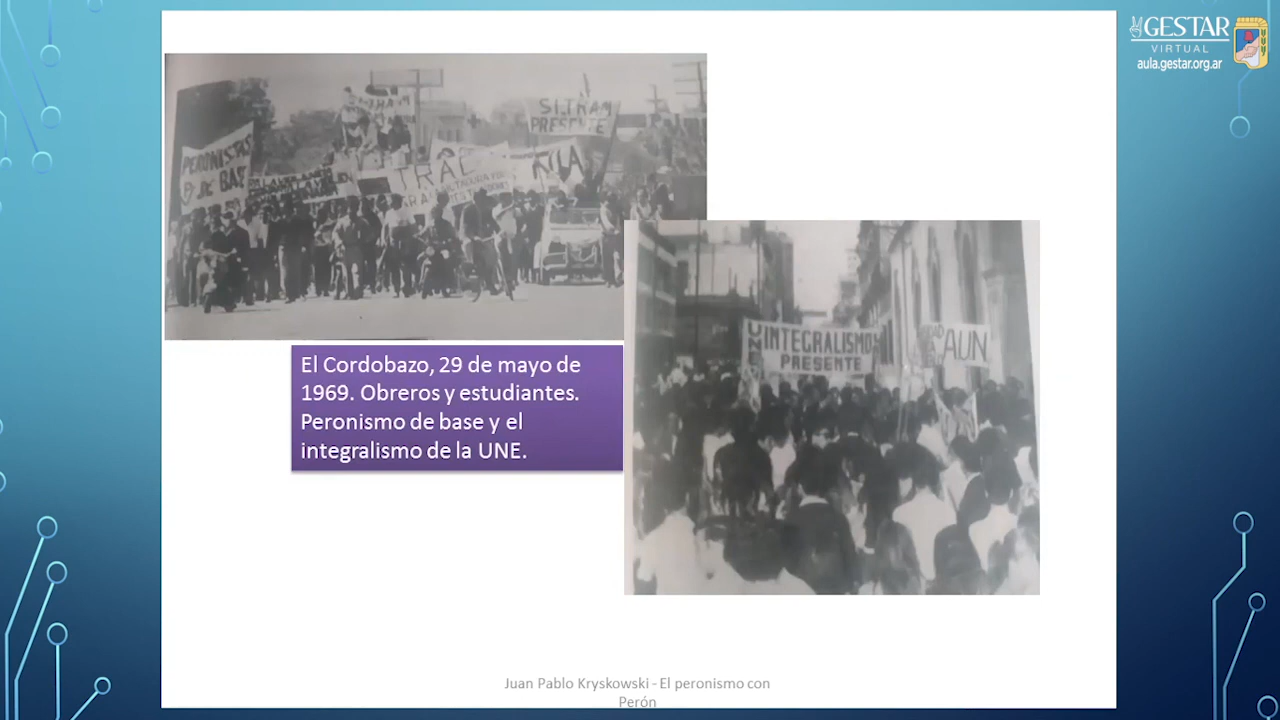 GESTAR
VIRTUAL
aula.gestar.org.ar
SI.TRAM
PRESENTE
PERONISTAS
DE BASE
INTEGRALISMO
PRESENTE
UNE
AUN
El Cordobazo, 29 de mayo de
1969. Obreros y estudiantes.
Peronismo de base y el
integralismo de la UNE.
Juan Pablo Kryskowski - El peronismo con
Perón